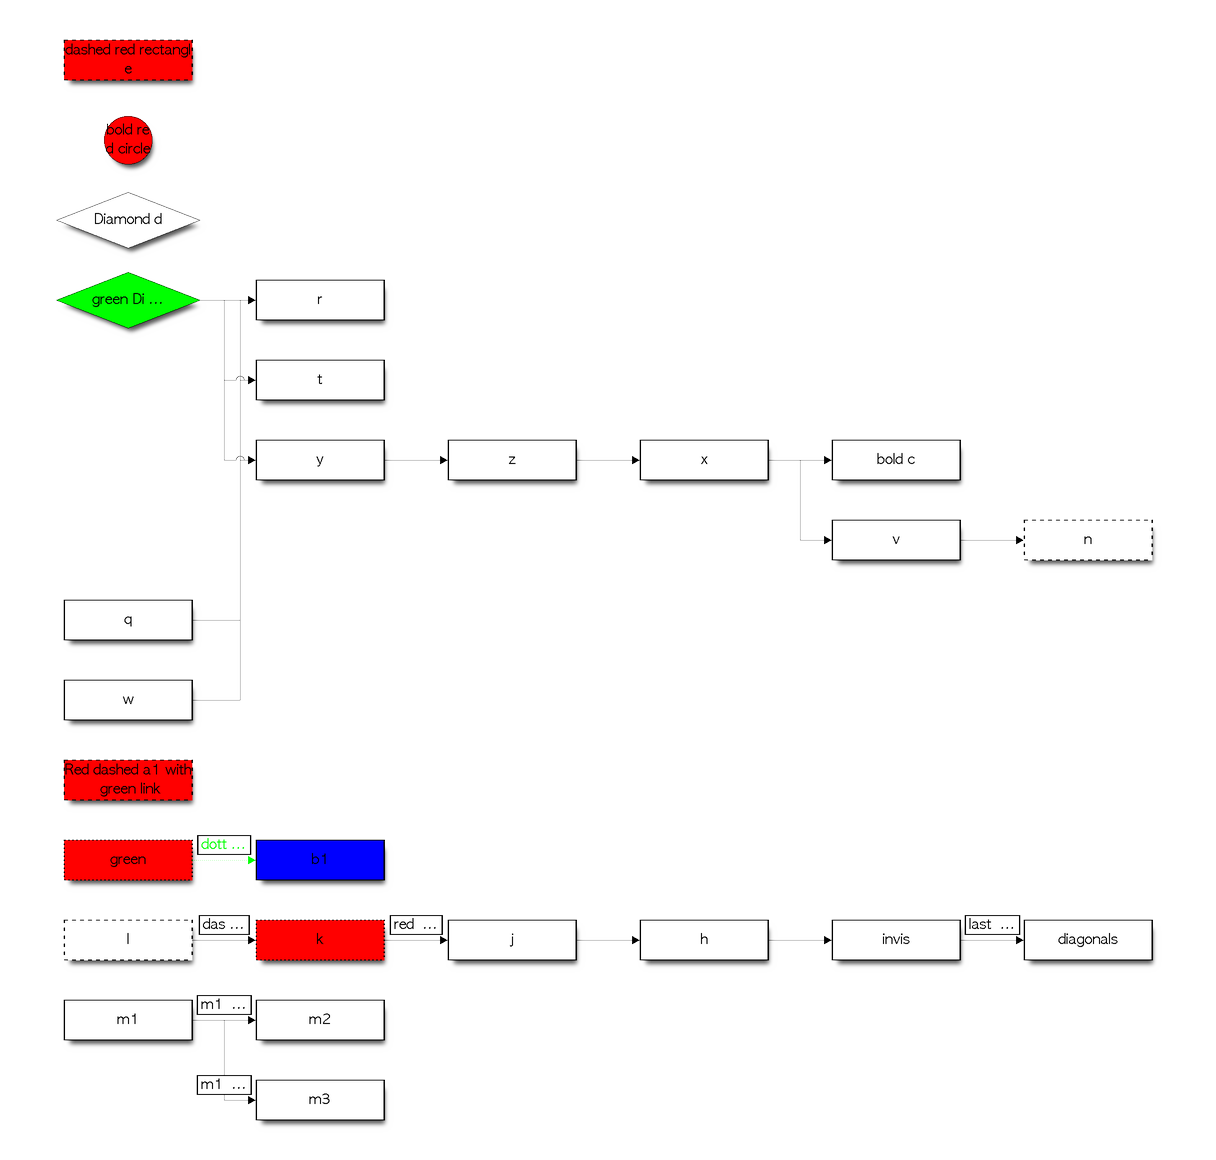 dashed red rectangl
e
bold re
d circle
Diamond d
green Di ...
r
t
y
z
x
bold c
v
n
q
w
Red dashed a1 with
green link
green
dott ...
b1
l
das ...
k
red ...
j
h
invis
last ...
diagonals
m1
m1 ...
m2
m1 ...
m3